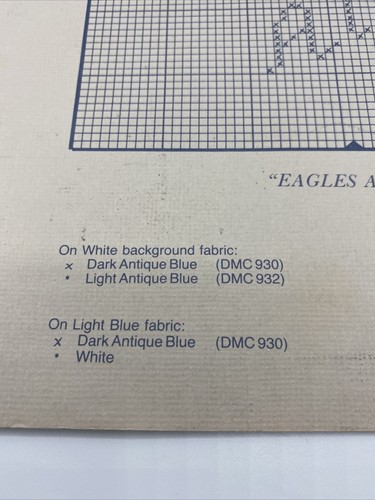 "EAGLES A
On White background fabric:
x Dark Antique Blue (DMC 930)
• Light Antique Blue (DMC 932)
On Light Blue fabric:
x Dark Antique Blue (DMC 930)
• White